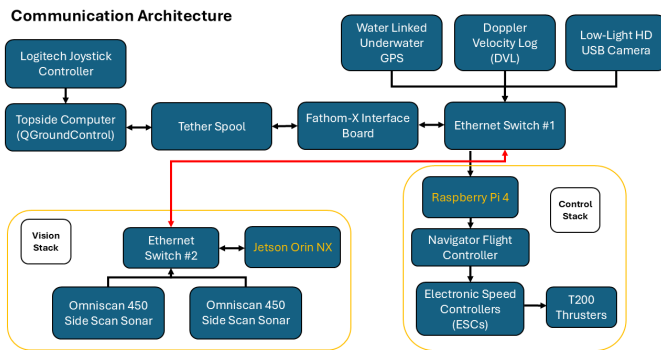 Communication Architecture
Logitech Joystick
Controller
Water Linked
Underwater
GPS
Doppler
Velocity Log
(DVL)
Low-Light HD
USB Camera
Topside Computer
(QGroundControl)
Tether Spool
Fathom-X Interface
Board
Ethernet Switch #1
Vision
Stack
Ethernet
Switch #2
Jetson Orin NX
Omniscan 450
Side Scan Sonar
Omniscan 450
Side Scan Sonar
Raspberry Pi 4
Control
Stack
Navigator Flight
Controller
Electronic Speed
Controllers
(ESCs)
T200
Thrusters